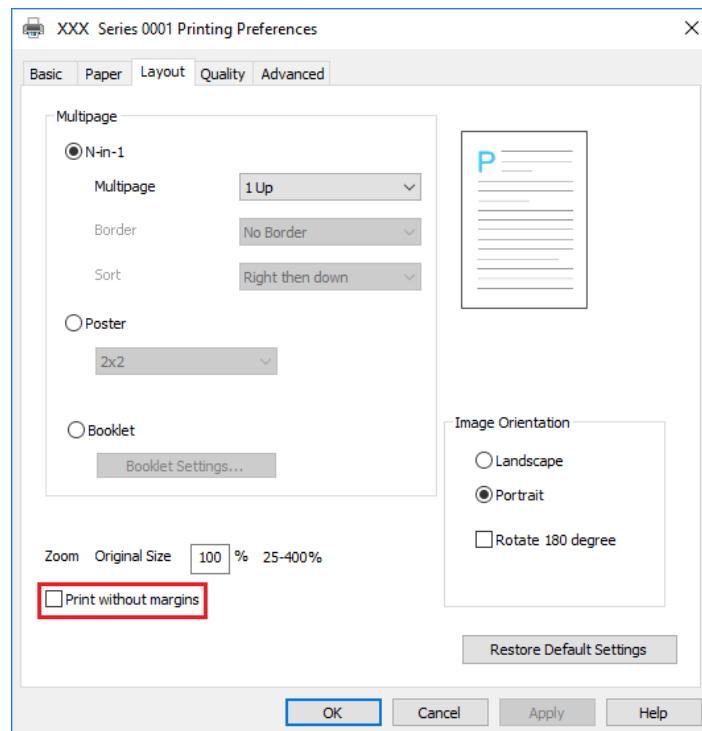 XXX Series 0001 Printing Preferences
Basic Paper Layout Quality Advanced
Multipage
N-in-1
Multipage 1 Up
Border No Border
Sort Right then down
Poster
2x2
Booklet
Booklet Settings...
P
Image Orientation
Landscape
Portrait
Rotate 180 degree
Zoom Original Size 100 % 25-400%
Print without margins
Restore Default Settings
OK Cancel Apply Help